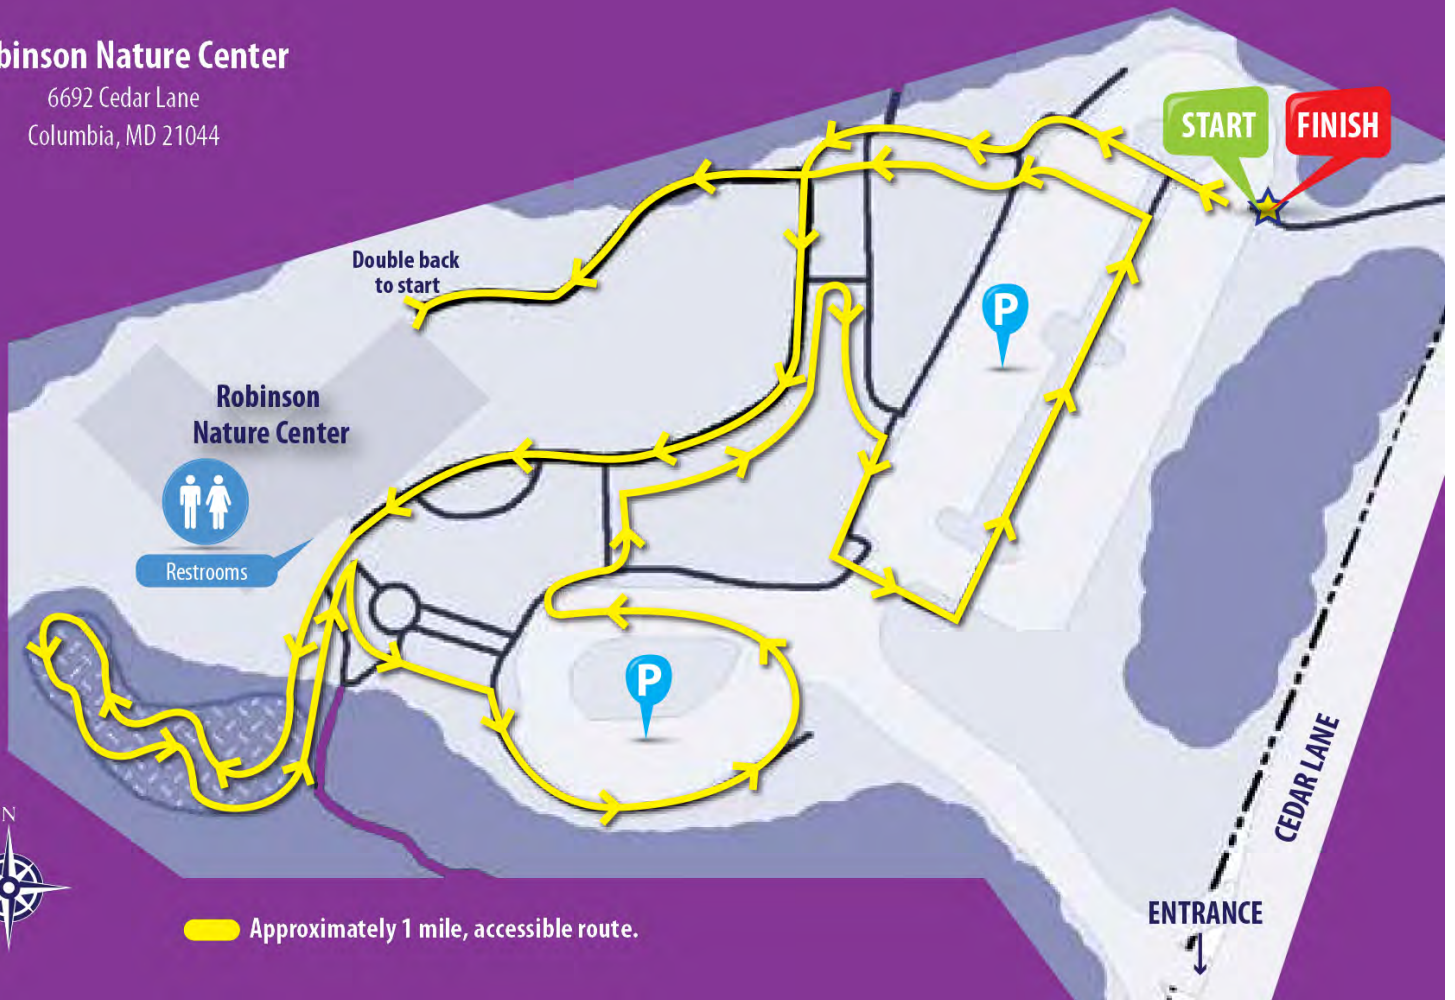 binson Nature Center
6692 Cedar Lane
Columbia, MD 21044
START
FINISH
Double back
to start
P
Robinson
Nature Center
Restrooms
P
CEDAR LANE
N
ENTRANCE
Approximately 1 mile, accessible route.